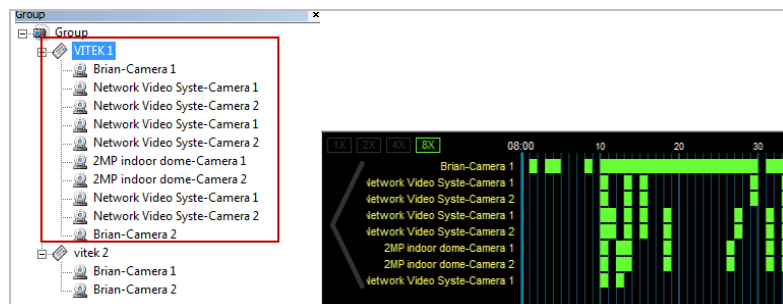 Group
Group
VITEK 1
Brian-Camera 1
Network Video Syste-Camera 1
Network Video Syste-Camera 2
Network Video Syste-Camera 1
Network Video Syste-Camera 2
2MP indoor dome-Camera 1
2MP indoor dome-Camera 2
Network Video Syste-Camera 1
Network Video Syste-Camera 2
Brian-Camera 2
vitek 2
Brian-Camera 1
Brian-Camera 2
1X 2X 4X 8X 08:00 10 20 30
Brian-Camera 1
Network Video Syste-Camera 1
Network Video Syste-Camera 2
Network Video Syste-Camera 1
Network Video Syste-Camera 2
2MP indoor dome-Camera 1
2MP indoor dome-Camera 2
Network Video Syste-Camera 1